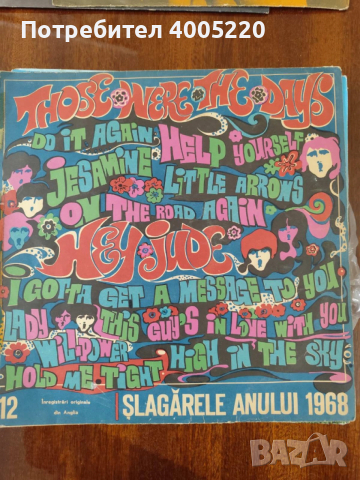 Потребител 4005220
THOSE WERE THE DAYS
DO IT AGAIN HELP YOURSELF
JESAMINE LITTLE ARROWS
ON THE ROAD AGAIN
HEY JUDE
I GOTTA GET A MESSAGE TO YOU
LADY THIS GUY'S IN LOVE WITH YOU
WILLPOWER HIGH IN THE SKY
HOLD ME TIGHT
12 Înregistrări originale
din Anglia
ŞLAGĂRELE ANULUI 1968
BAZAR